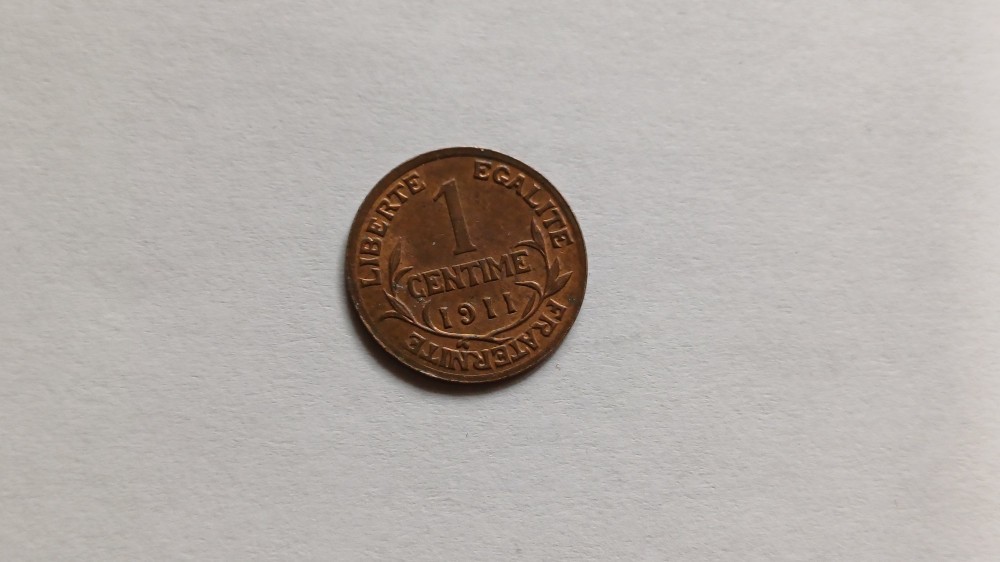 LIBERTE EGALITE FRATERNITE
1
CENTIME
1911